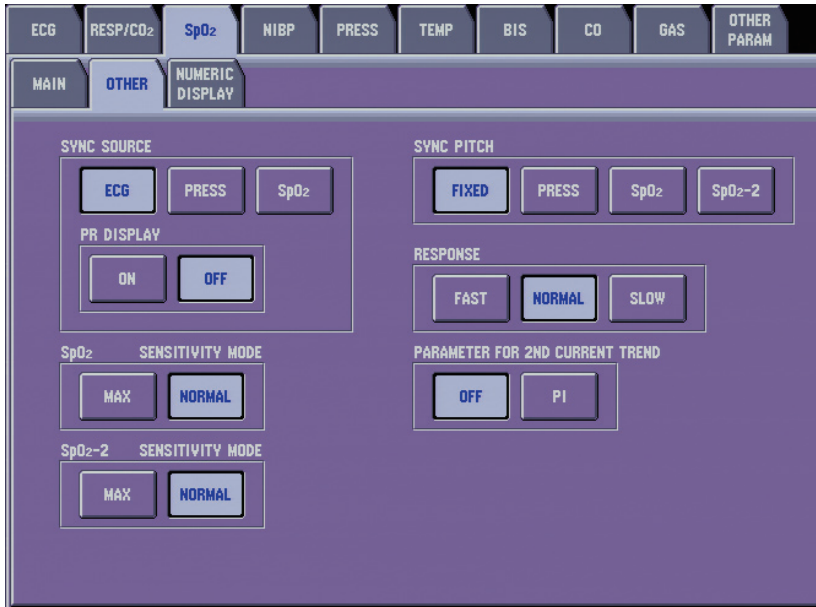 ECG RESP/CO₂ SpO₂ NIBP PRESS TEMP BIS CO GAS OTHER PARAM
MAIN OTHER NUMERIC DISPLAY
SYNC SOURCE
ECG PRESS SpO₂
PR DISPLAY
ON OFF
SpO₂ SENSITIVITY MODE
MAX NORMAL
SpO₂-2 SENSITIVITY MODE
MAX NORMAL
SYNC PITCH
FIXED PRESS SpO₂ SpO₂-2
RESPONSE
FAST NORMAL SLOW
PARAMETER FOR 2ND CURRENT TREND
OFF PI